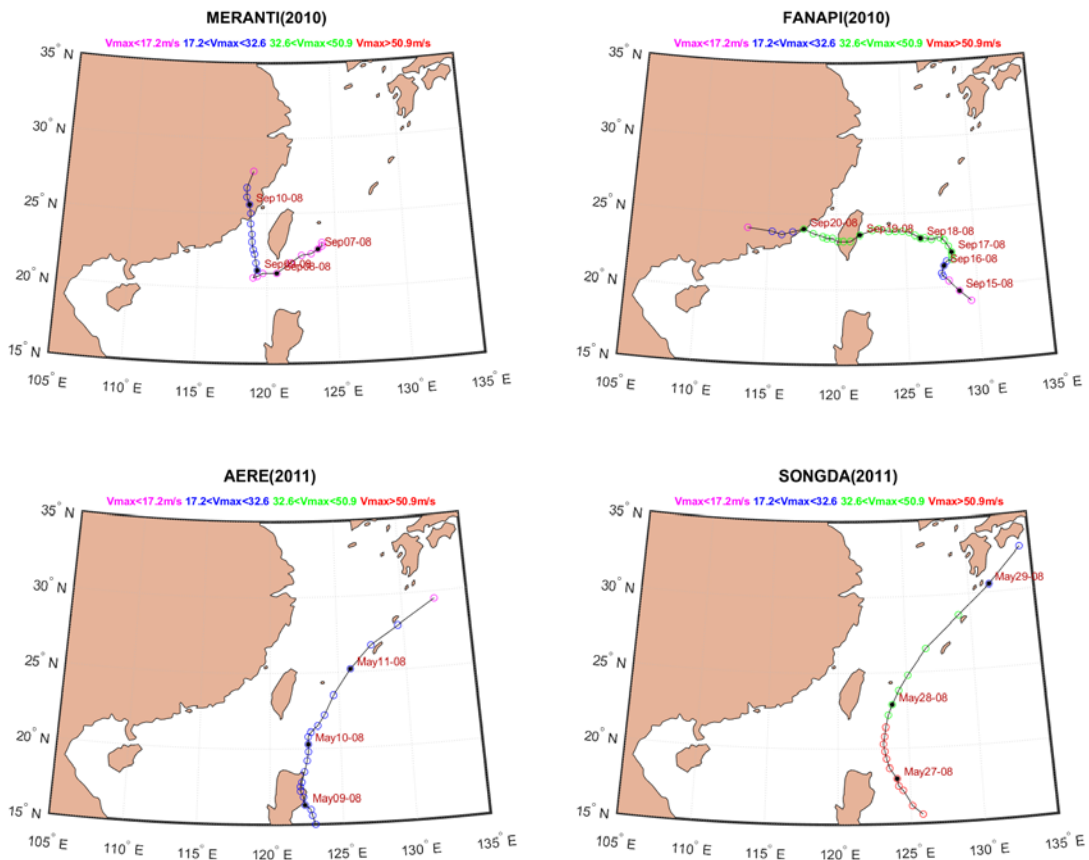 MERANTI(2010)
Vmax<17.2m/s 17.2<Vmax<32.6 32.6<Vmax<50.9 Vmax>50.9m/s
35° N
30° N
25° N
20° N
15° N
105° E
110° E
115° E
120° E
125° E
130° E
135° E
Sep10-08
Sep07-08
Sep08-08
FANAPI(2010)
Vmax<17.2m/s 17.2<Vmax<32.6 32.6<Vmax<50.9 Vmax>50.9m/s
35° N
30° N
25° N
20° N
15° N
105° E
110° E
115° E
120° E
125° E
130° E
135° E
Sep20-08
Sep19-08
Sep18-08
Sep17-08
Sep16-08
Sep15-08
AERE(2011)
Vmax<17.2m/s 17.2<Vmax<32.6 32.6<Vmax<50.9 Vmax>50.9m/s
35° N
30° N
25° N
20° N
15° N
105° E
110° E
115° E
120° E
125° E
130° E
135° E
May11-08
May10-08
May09-08
SONGDA(2011)
Vmax<17.2m/s 17.2<Vmax<32.6 32.6<Vmax<50.9 Vmax>50.9m/s
35° N
30° N
25° N
20° N
15° N
105° E
110° E
115° E
120° E
125° E
130° E
135° E
May29-08
May28-08
May27-08